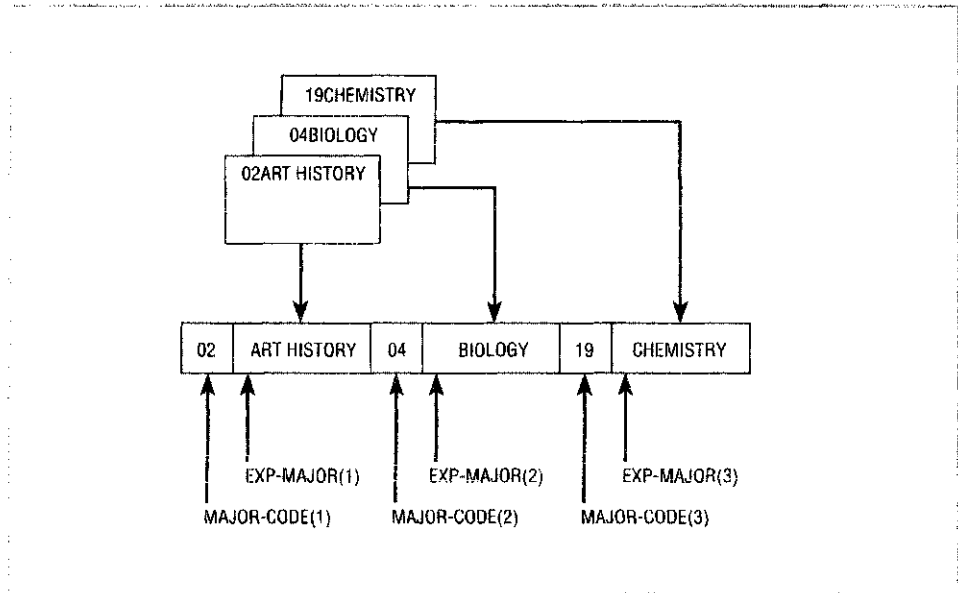 19CHEMISTRY
04BIOLOGY
02ART HISTORY
02 ART HISTORY 04 BIOLOGY 19 CHEMISTRY
EXP-MAJOR(1) EXP-MAJOR(2) EXP-MAJOR(3)
MAJOR-CODE(1) MAJOR-CODE(2) MAJOR-CODE(3)